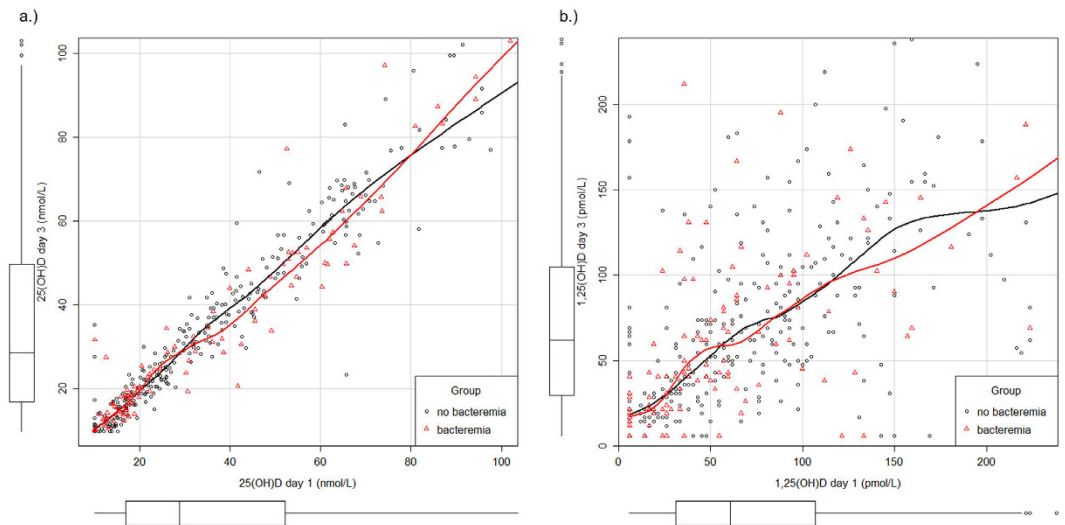 a.)
b.)
25(OH)D day 3 (nmol/L)
100
80
60
40
20
Group
no bacteremia
bacteremia
20
40
60
80
100
25(OH)D day 1 (nmol/L)
1,25(OH)D day 3 (pmol/L)
200
150
100
50
0
Group
no bacteremia
bacteremia
0
50
100
150
200
1,25(OH)D day 1 (pmol/L)